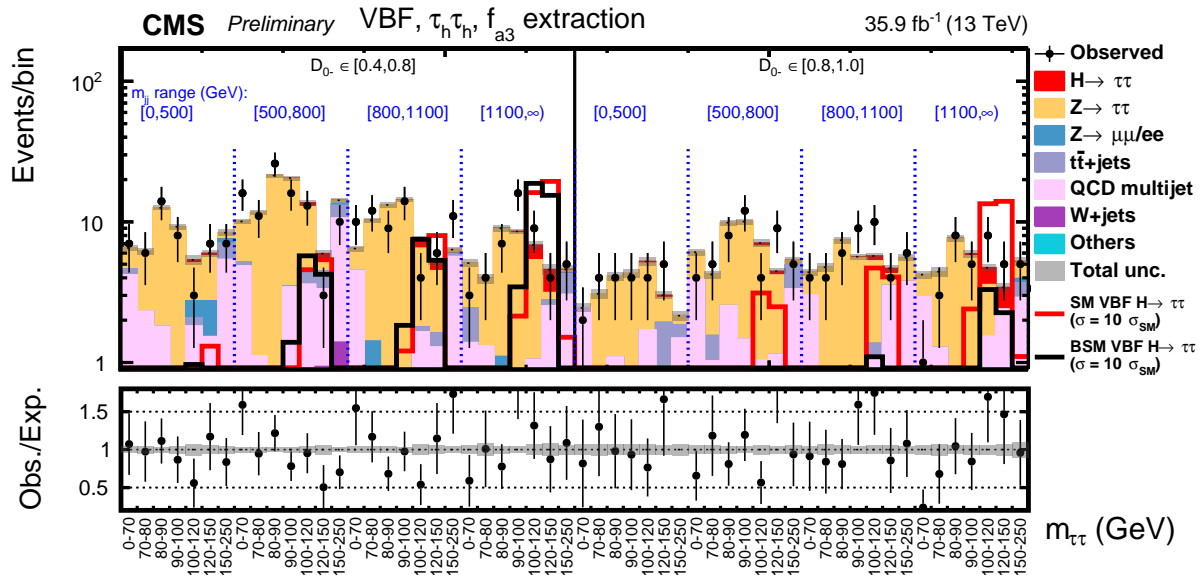 CMS Preliminary VBF, τhτh, fa3 extraction 35.9 fb-1 (13 TeV)
Events/bin
10²
10
1
D0- ∈ [0.4,0.8]
D0- ∈ [0.8,1.0]
mjj range (GeV):
[0,500] [500,800] [800,1100] [1100,∞) [0,500] [500,800] [800,1100] [1100,∞)
Observed
H→ ττ
Z→ ττ
Z→ μμ/ee
tt̄+jets
QCD multijet
W+jets
Others
Total unc.
SM VBF H→ ττ
(σ = 10 σSM)
BSM VBF H→ ττ
(σ = 10 σSM)
Obs./Exp.
1.5
1
0.5
0-70 70-80 80-90 90-100 100-120 120-150 150-250 0-70 70-80 80-90 90-100 100-120 120-150 150-250 0-70 70-80 80-90 90-100 100-120 120-150 150-250 0-70 70-80 80-90 90-100 100-120 120-150 150-250 0-70 70-80 80-90 90-100 100-120 120-150 150-250 0-70 70-80 80-90 90-100 100-120 120-150 150-250 0-70 70-80 80-90 90-100 100-120 120-150 150-250 0-70 70-80 80-90 90-100 100-120 120-150 150-250
mττ (GeV)